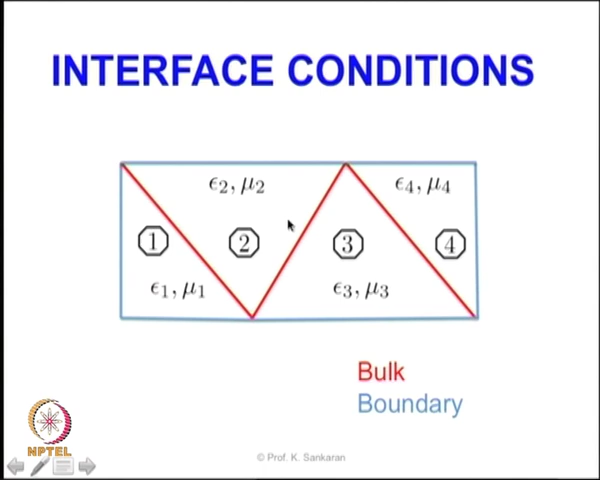 INTERFACE CONDITIONS
ϵ2, μ2
ϵ4, μ4
1 2 3 4
ϵ1, μ1
ϵ3, μ3
Bulk
Boundary
NPTEL
© Prof. K. Sankaran